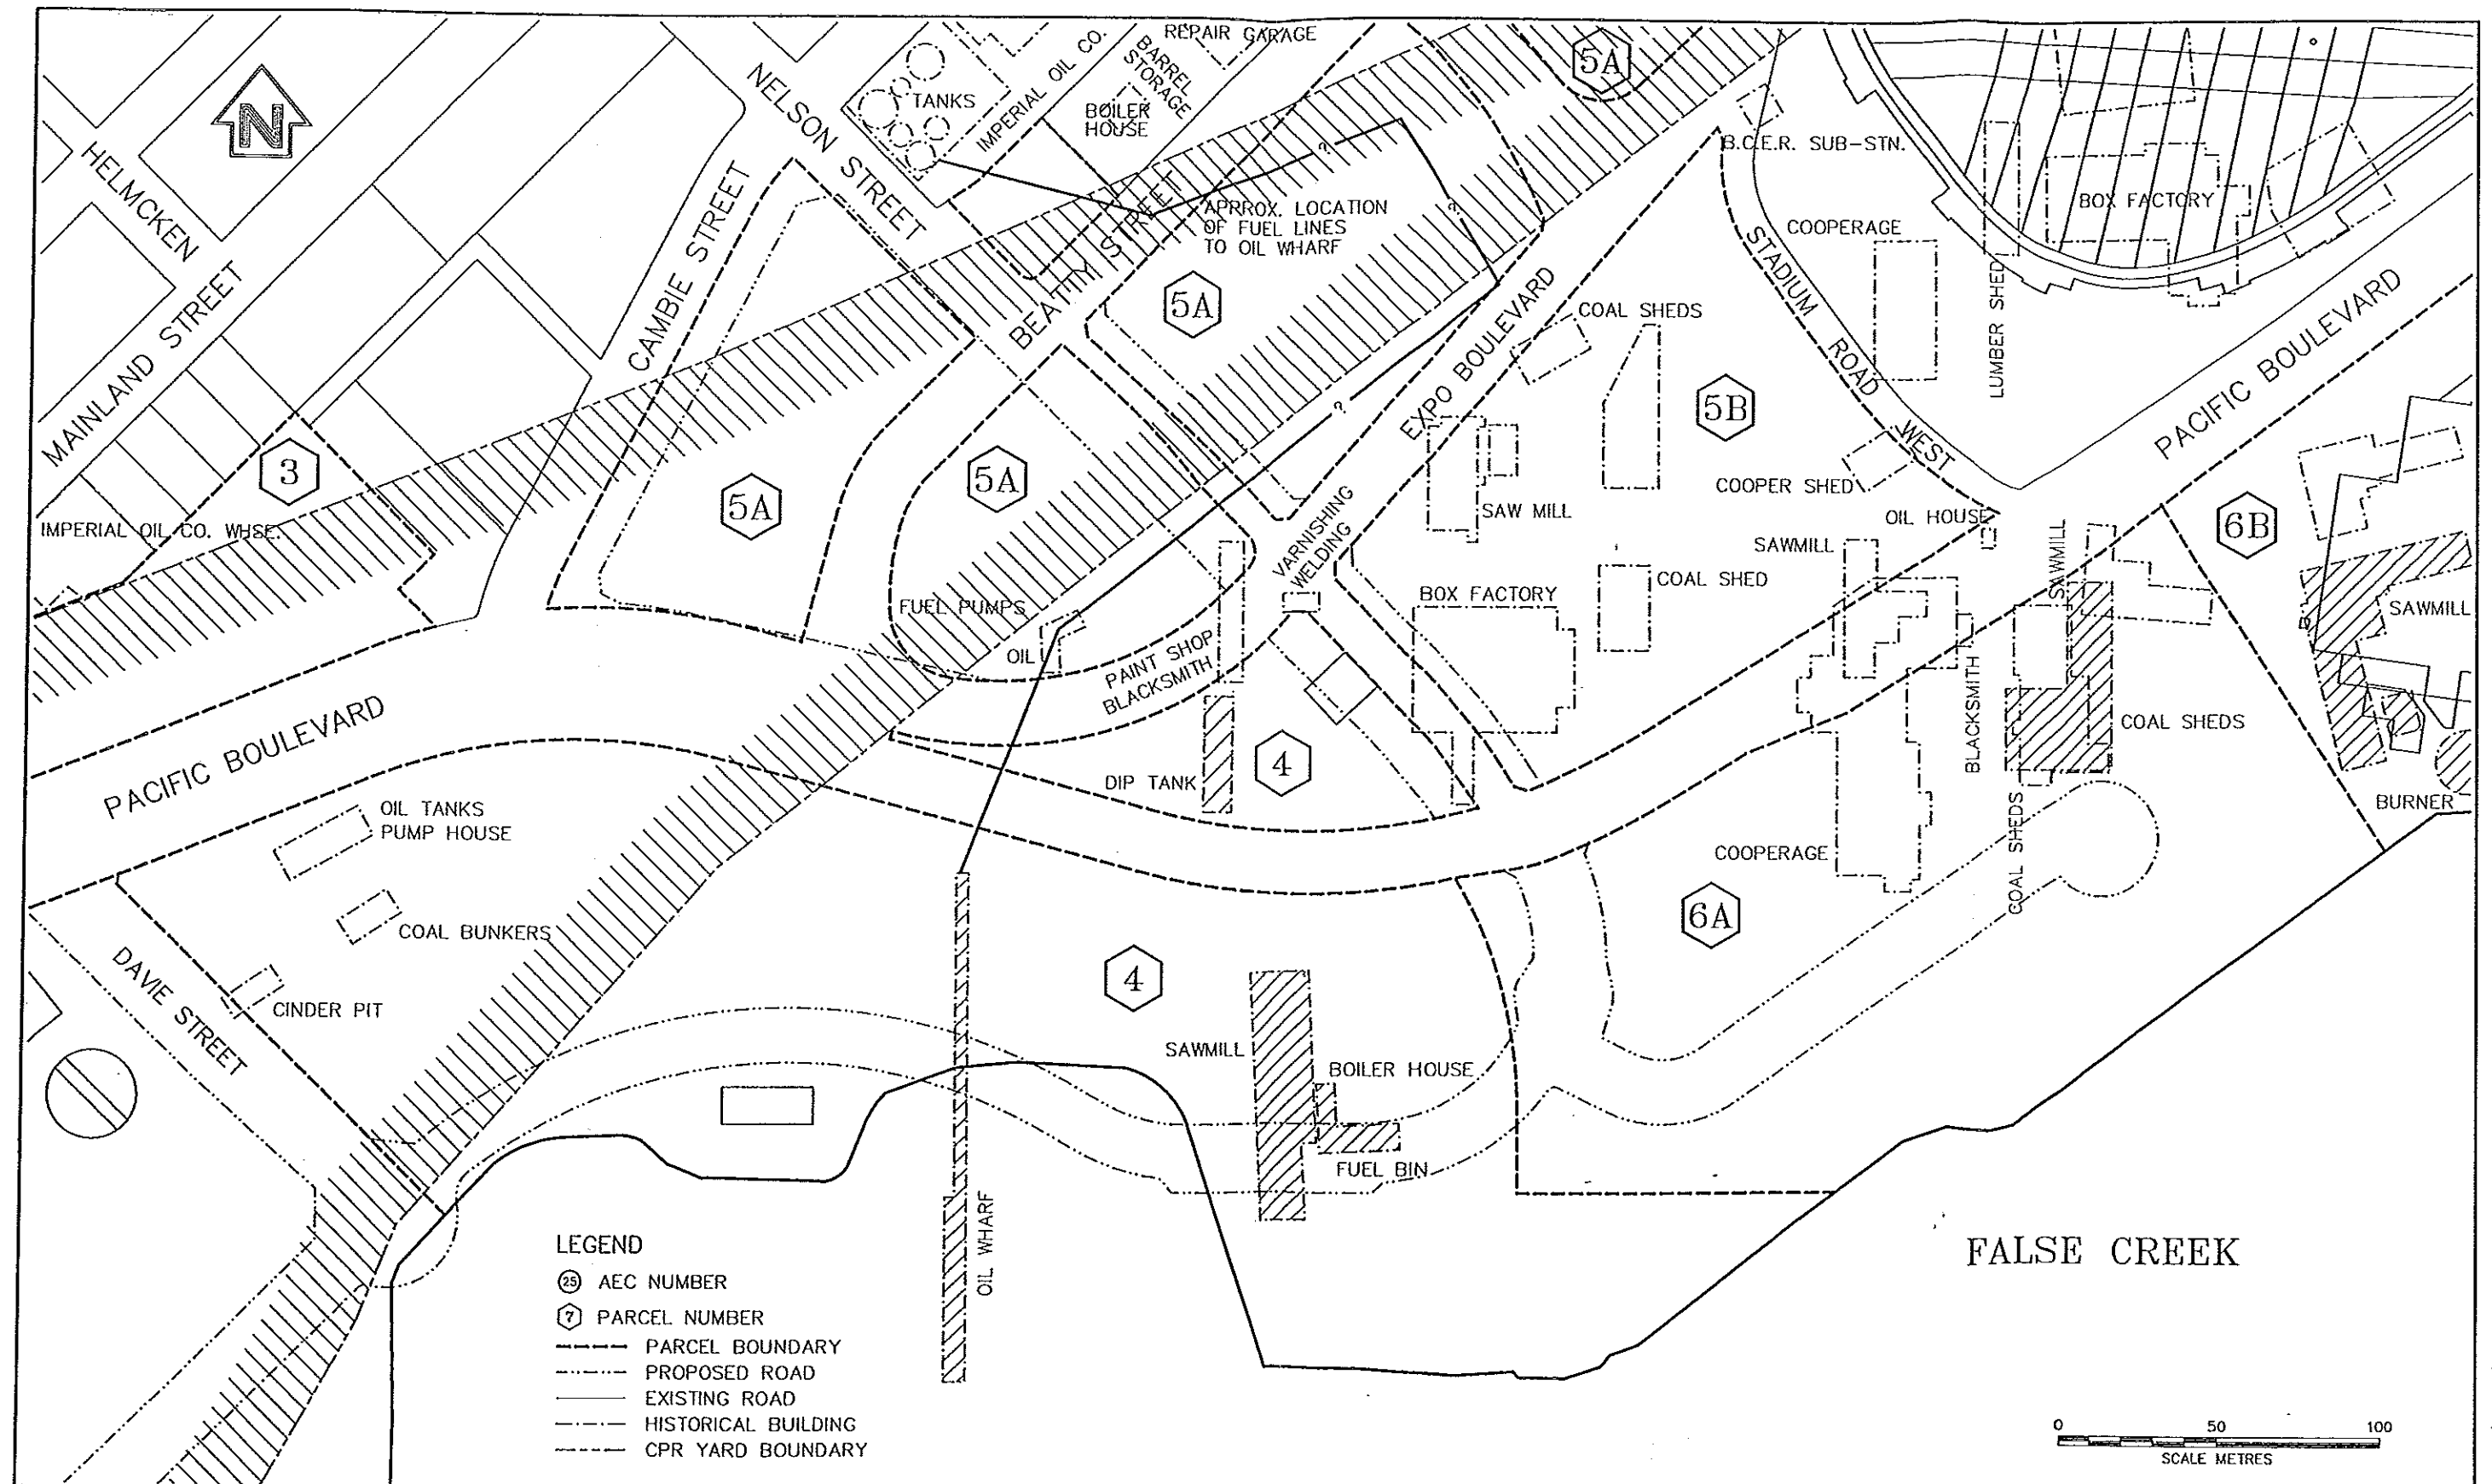 REPAIR GARAGE
BARREL
STORAGE
IMPERIAL OIL CO.
5A
N
TANKS
BOILER
HOUSE
NELSON STREET
HELMCKEN
?
B.C.E.R. SUB-STN.
BOX FACTORY
CAMBIE STREET
BEATTY STREET
APRROX. LOCATION
OF FUEL LINES
TO OIL WHARF
?
COOPERAGE
STADIUM ROAD WEST
LUMBER SHED
MAINLAND STREET
5A
EXPO BOULEVARD
COAL SHEDS
PACIFIC BOULEVARD
?
5B
3
5A
5A
COOPER SHED
SAW MILL
VARNISHING
WELDING
OIL HOUSE
6B
IMPERIAL OIL CO. WHSE.
SAWMILL
SAWMILL
COAL SHED
BOX FACTORY
FUEL PUMPS
SAWMILL
OIL
PAINT SHOP
BLACKSMITH
BLACKSMITH
PACIFIC BOULEVARD
COAL SHEDS
4
DIP TANK
OIL TANKS
PUMP HOUSE
COAL SHEDS
BURNER
COOPERAGE
6A
COAL BUNKERS
DAVIE STREET
4
CINDER PIT
SAWMILL
BOILER HOUSE
FUEL BIN
OIL WHARF
FALSE CREEK
LEGEND
25 AEC NUMBER
7 PARCEL NUMBER
PARCEL BOUNDARY
PROPOSED ROAD
EXISTING ROAD
HISTORICAL BUILDING
CPR YARD BOUNDARY
0 50 100
SCALE METRES